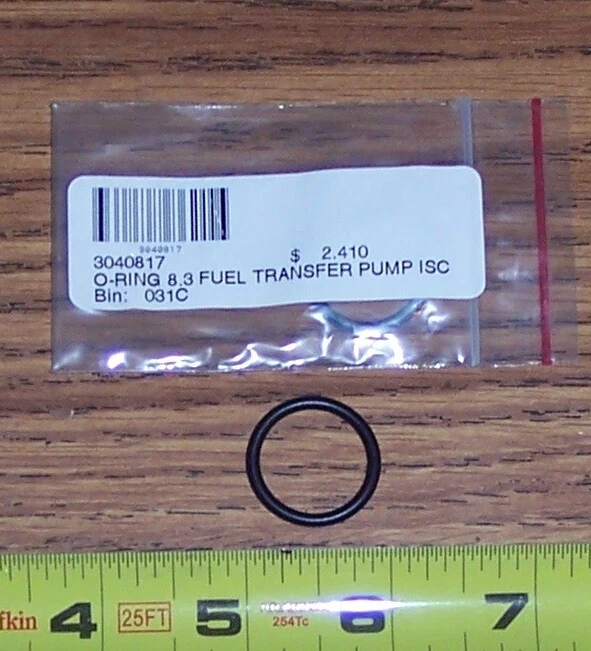 3040817
3040817
$ 2.410
O-RING 8.3 FUEL TRANSFER PUMP ISC
Bin: 031C
fkin 4 25FT 5 254Tc 6 7